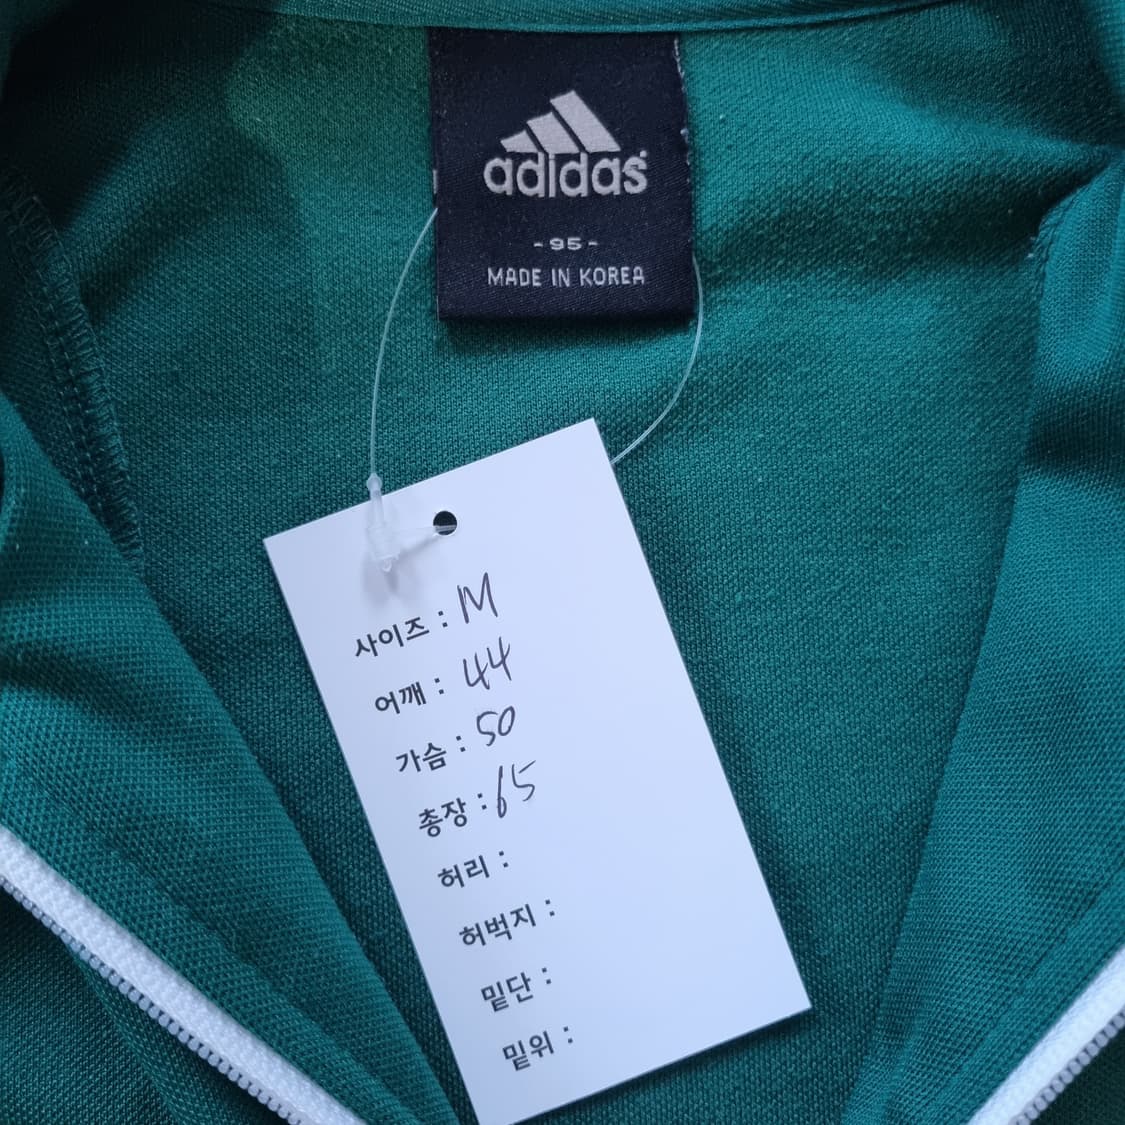 adidas
- 95 -
MADE IN KOREA
사이즈 : M
어깨 : 44
가슴 : 50
총장 : 65
허리 :
허벅지 :
밑단 :
밑위 :